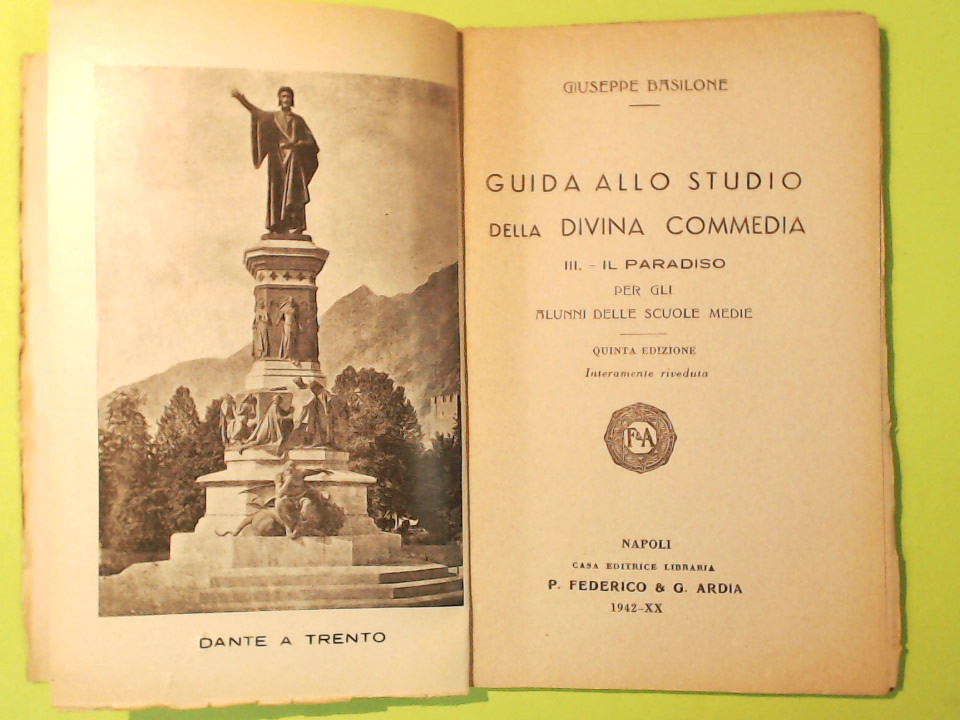 DANTE A TRENTO
GIUSEPPE BASILONE
GUIDA ALLO STUDIO
DELLA DIVINA COMMEDIA
III. - IL PARADISO
PER GLI
ALUNNI DELLE SCUOLE MEDIE
QUINTA EDIZIONE
Interamente riveduta
F&A
NAPOLI
CASA EDITRICE LIBRARIA
P. FEDERICO & G. ARDIA
1942-XX